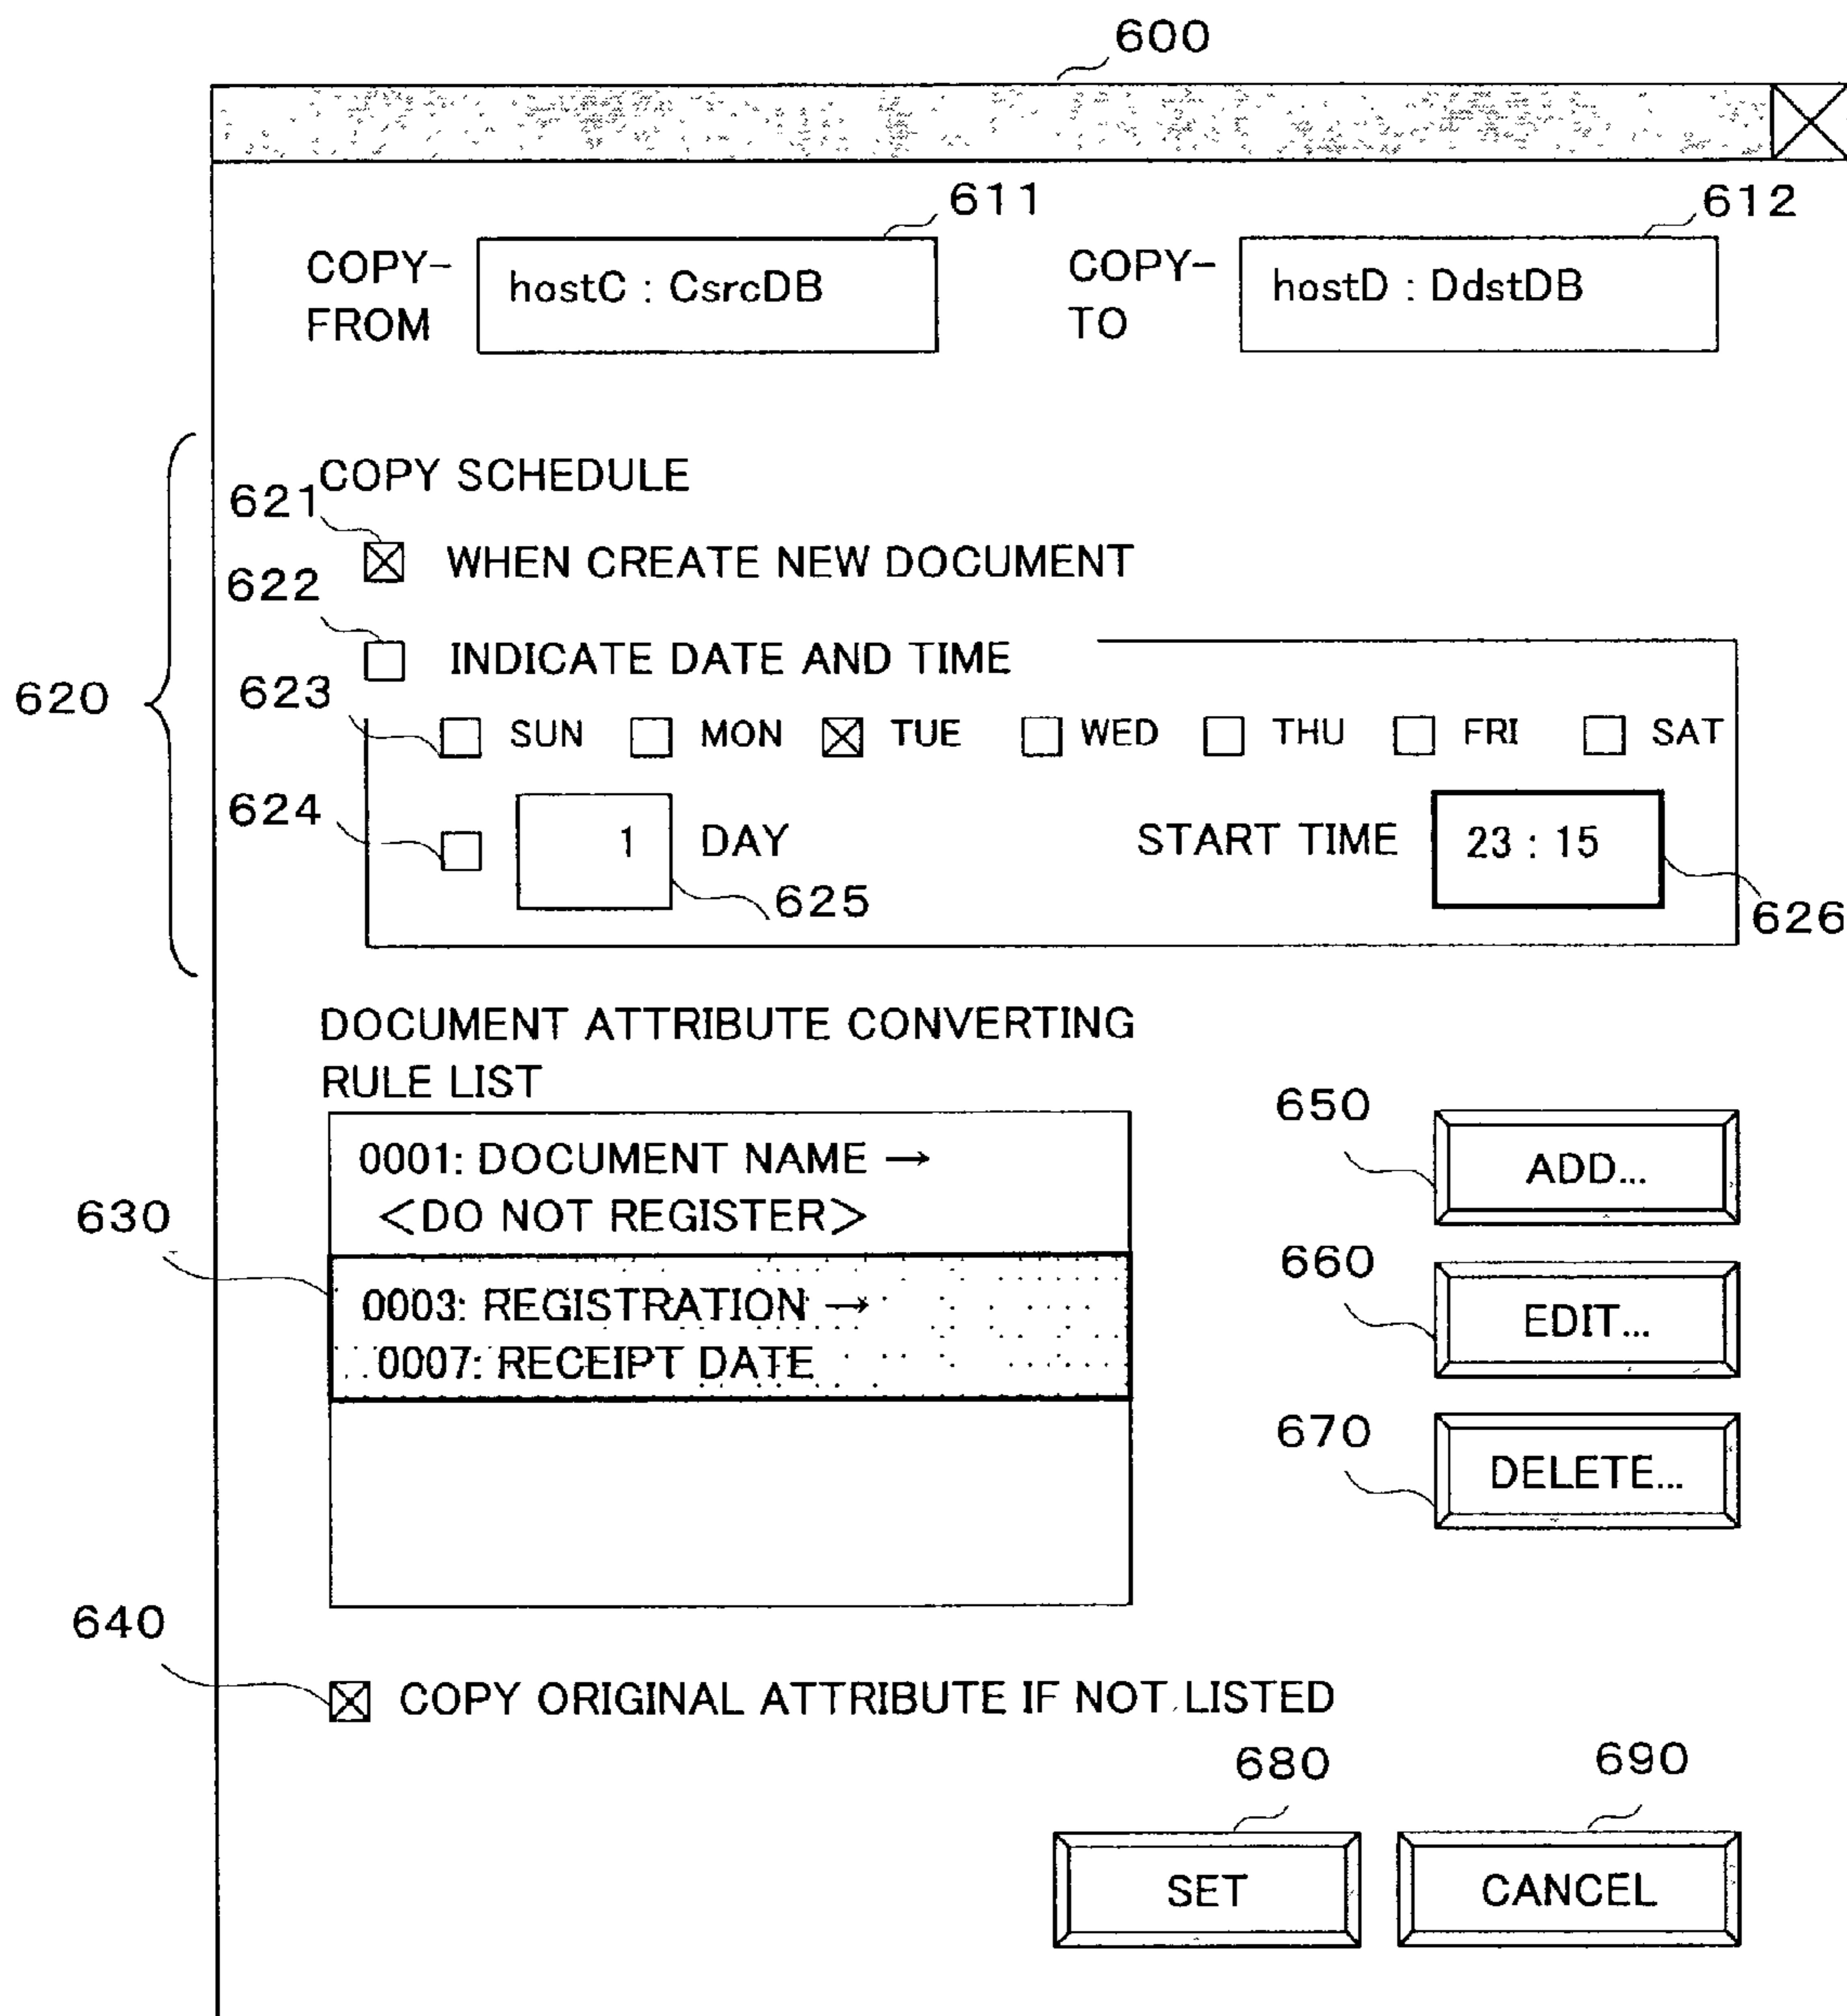 600
611
612
COPY-FROM
hostC : CsrcDB
COPY-TO
hostD : DdstDB
620
COPY SCHEDULE
621
WHEN CREATE NEW DOCUMENT
622
INDICATE DATE AND TIME
623
SUN MON TUE WED THU FRI SAT
624
1 DAY
625
START TIME 23 : 15
626
DOCUMENT ATTRIBUTE CONVERTING
RULE LIST
0001: DOCUMENT NAME →
<DO NOT REGISTER>
630
0003: REGISTRATION →
0007: RECEIPT DATE
650
ADD...
660
EDIT...
670
DELETE...
640
COPY ORIGINAL ATTRIBUTE IF NOT LISTED
680
690
SET
CANCEL